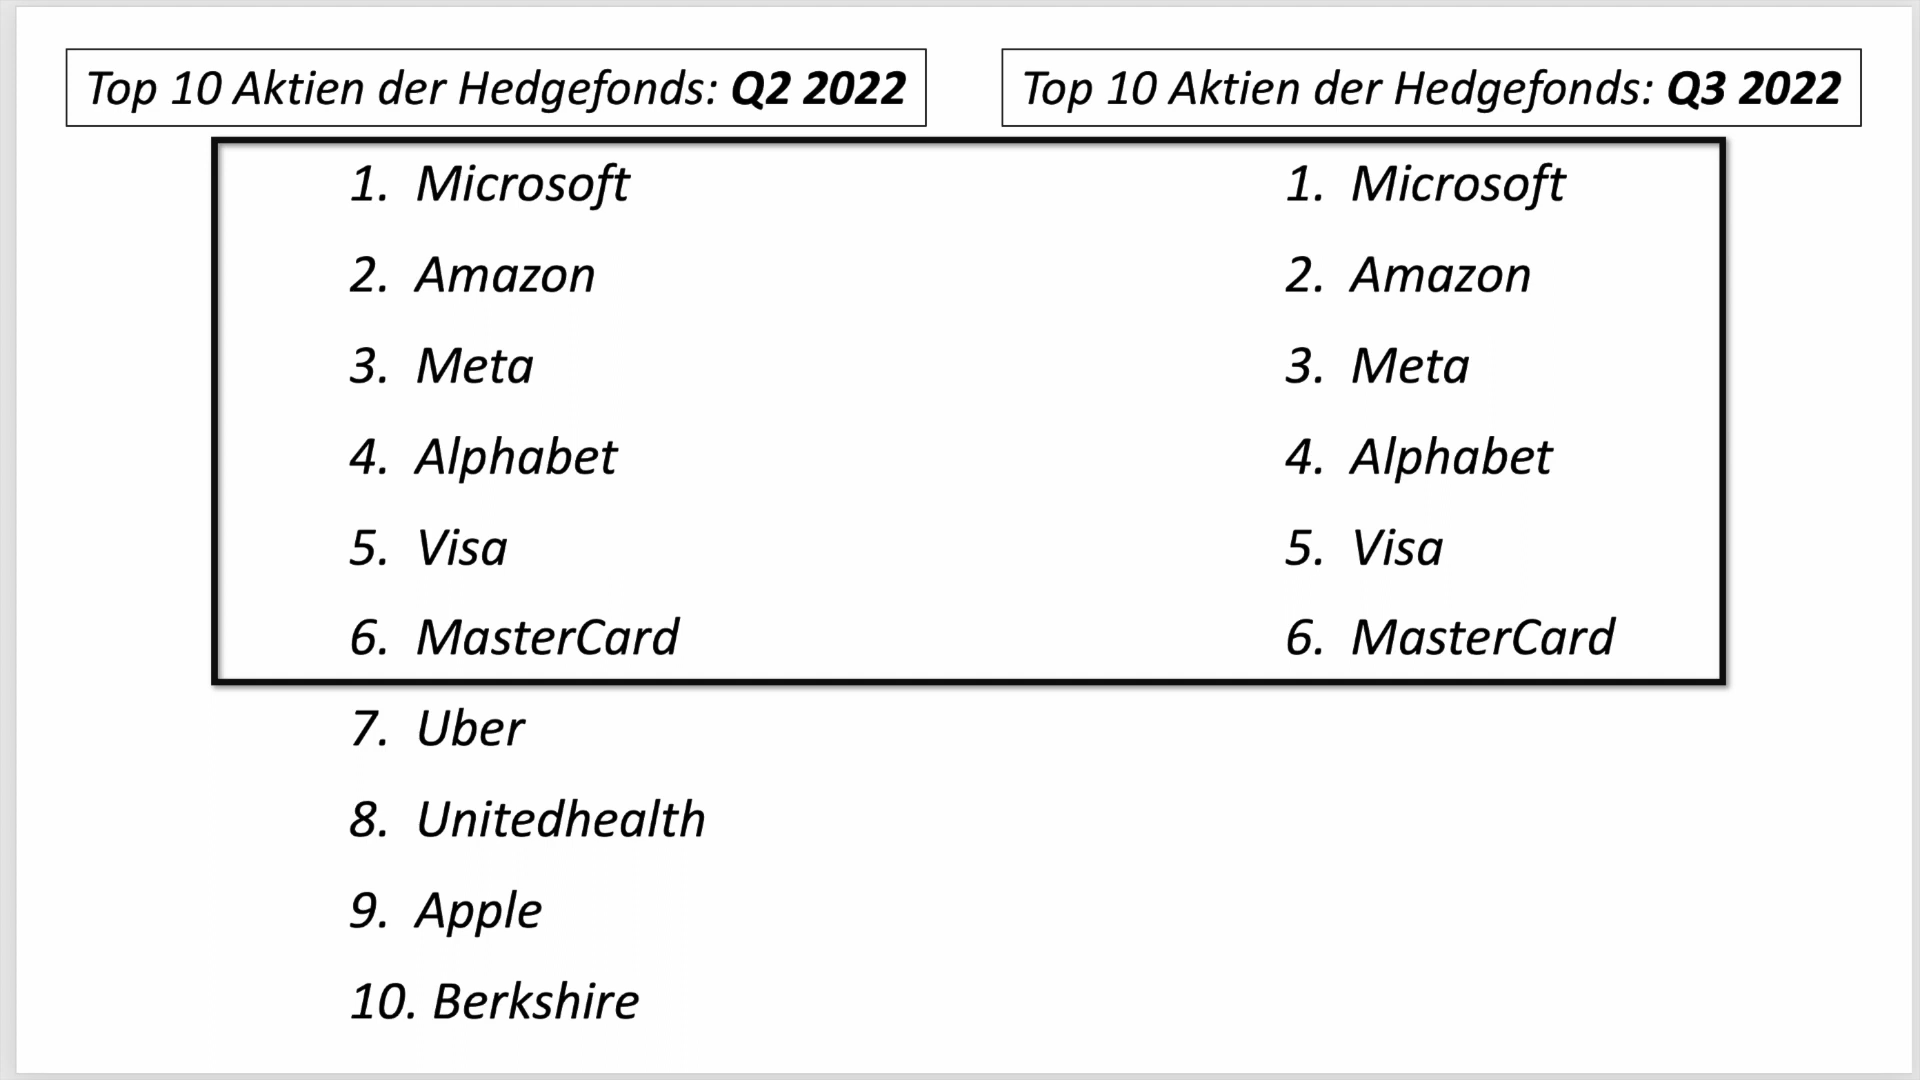 Top 10 Aktien der Hedgefonds: Q2 2022
1. Microsoft
2. Amazon
3. Meta
4. Alphabet
5. Visa
6. MasterCard
7. Uber
8. Unitedhealth
9. Apple
10. Berkshire
Top 10 Aktien der Hedgefonds: Q3 2022
1. Microsoft
2. Amazon
3. Meta
4. Alphabet
5. Visa
6. MasterCard